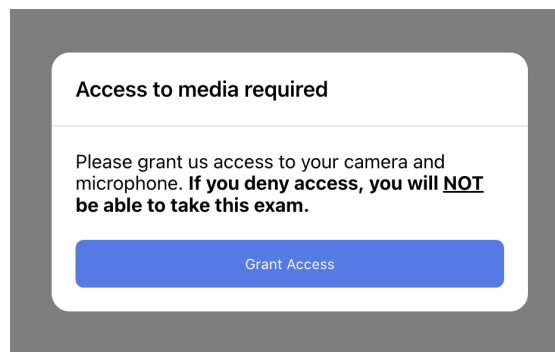 Access to media required
Please grant us access to your camera and
microphone. If you deny access, you will NOT
be able to take this exam.
Grant Access